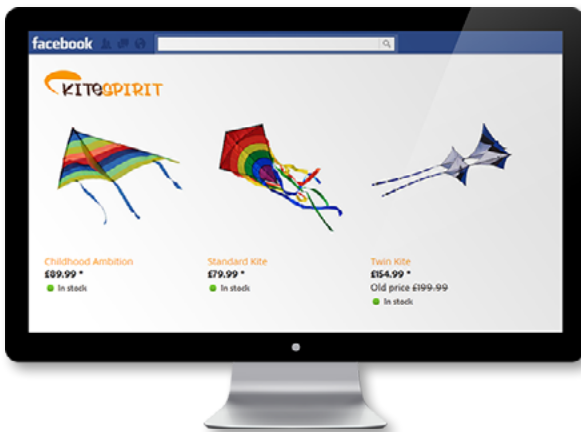 facebook
KITESPIRIT
Childhood Ambition
£89.99 *
In stock
Standard Kite
£79.99 *
In stock
Twin Kite
£154.99 *
Old price £199.99
In stock